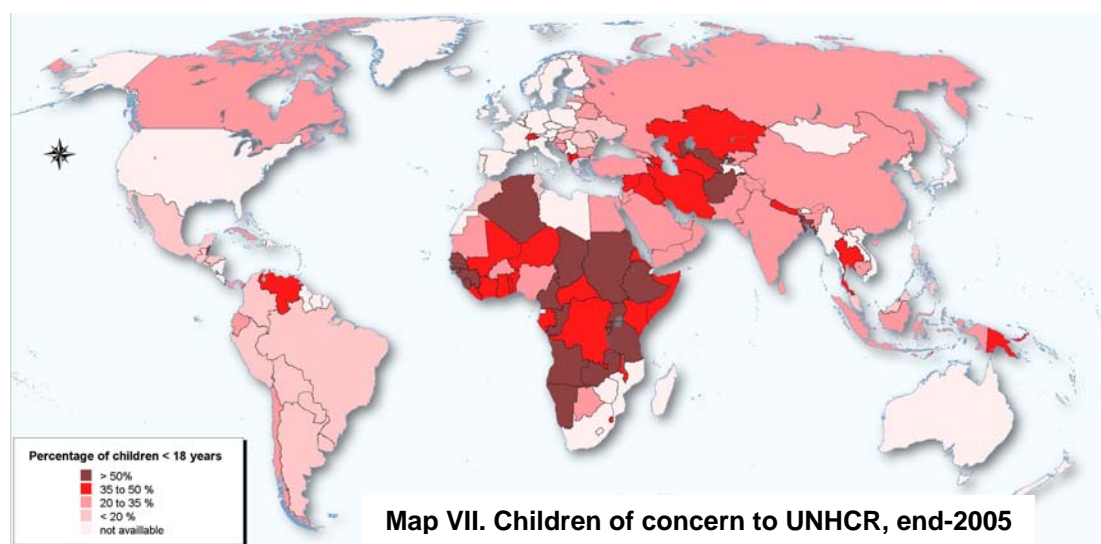 Percentage of children < 18 years
> 50%
35 to 50 %
20 to 35 %
< 20 %
not availlable
Map VII. Children of concern to UNHCR, end-2005